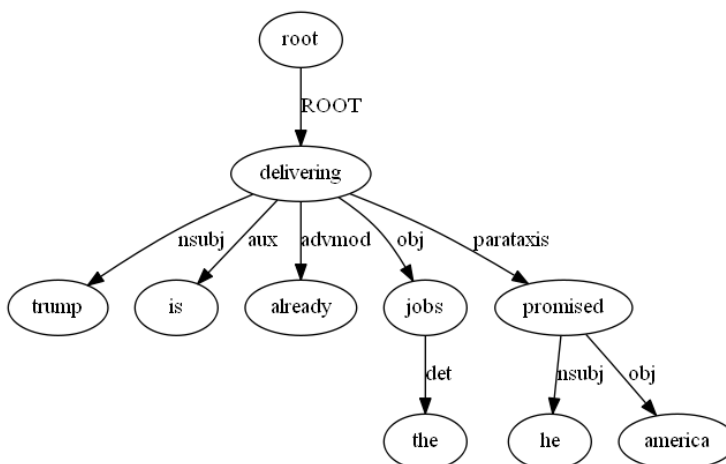 root
ROOT
delivering
nsubj aux advmod obj parataxis
trump is already jobs promised
det nsubj obj
the he america